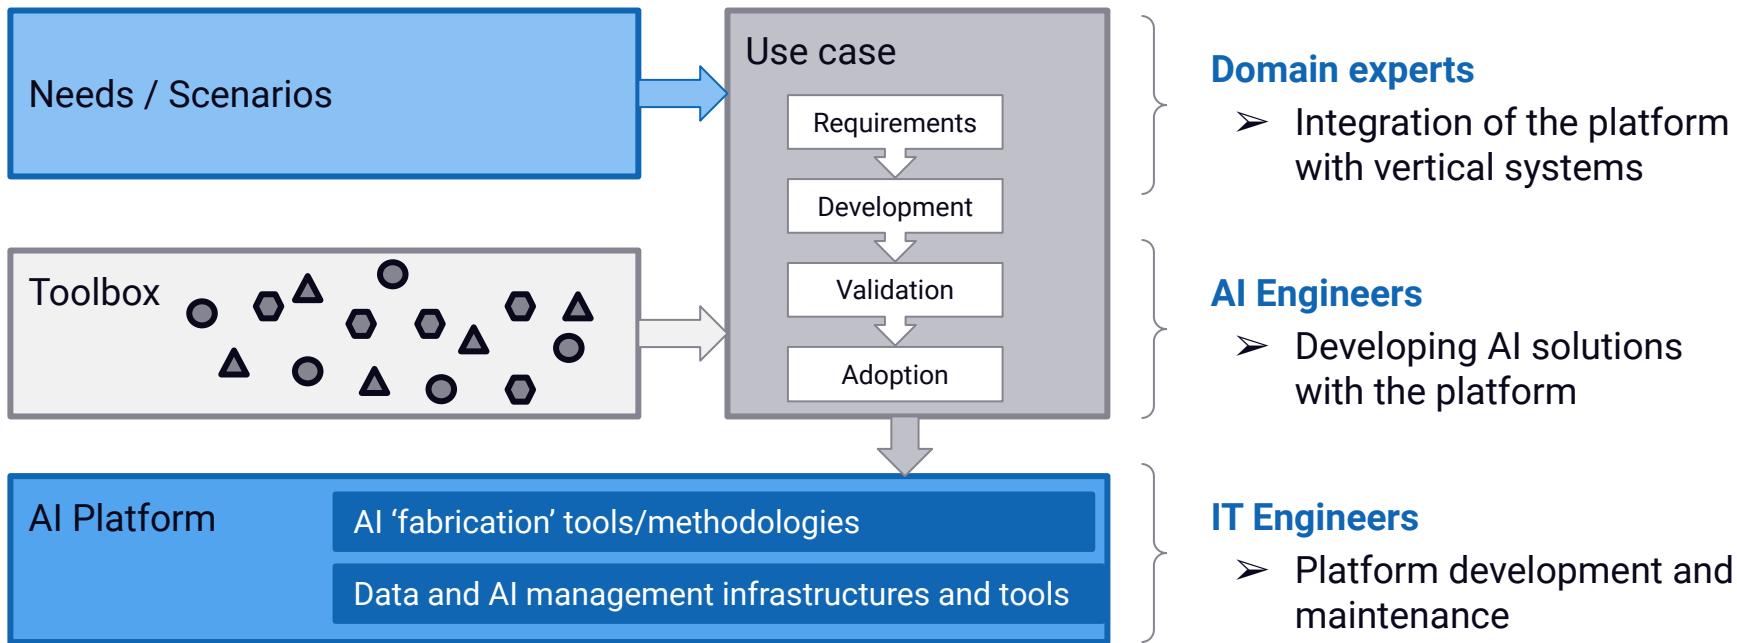 Needs / Scenarios
Use case
Requirements
Development
Validation
Adoption
Domain experts
➢ Integration of the platform
with vertical systems
Toolbox
AI Engineers
➢ Developing AI solutions
with the platform
AI Platform
AI ‘fabrication’ tools/methodologies
Data and AI management infrastructures and tools
IT Engineers
➢ Platform development and
maintenance